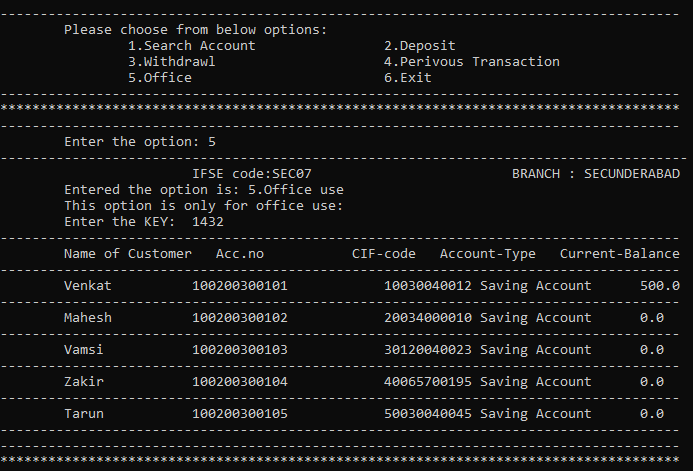 --------------------------------------------------------------------------------------
Please choose from below options:
1.Search Account 2.Deposit
3.Withdrawl 4.Perivous Transaction
5.Office 6.Exit
--------------------------------------------------------------------------------------
*************************************************************************************
--------------------------------------------------------------------------------------
Enter the option: 5
--------------------------------------------------------------------------------------
IFSE code:SEC07 BRANCH : SECUNDERABAD
Entered the option is: 5.Office use
This option is only for office use:
Enter the KEY: 1432
--------------------------------------------------------------------------------------
Name of Customer Acc.no CIF-code Account-Type Current-Balance
--------------------------------------------------------------------------------------
Venkat 100200300101 10030040012 Saving Account 500.0
--------------------------------------------------------------------------------------
Mahesh 100200300102 20034000010 Saving Account 0.0
--------------------------------------------------------------------------------------
Vamsi 100200300103 30120040023 Saving Account 0.0
--------------------------------------------------------------------------------------
Zakir 100200300104 40065700195 Saving Account 0.0
--------------------------------------------------------------------------------------
Tarun 100200300105 50030040045 Saving Account 0.0
--------------------------------------------------------------------------------------
--------------------------------------------------------------------------------------
*************************************************************************************